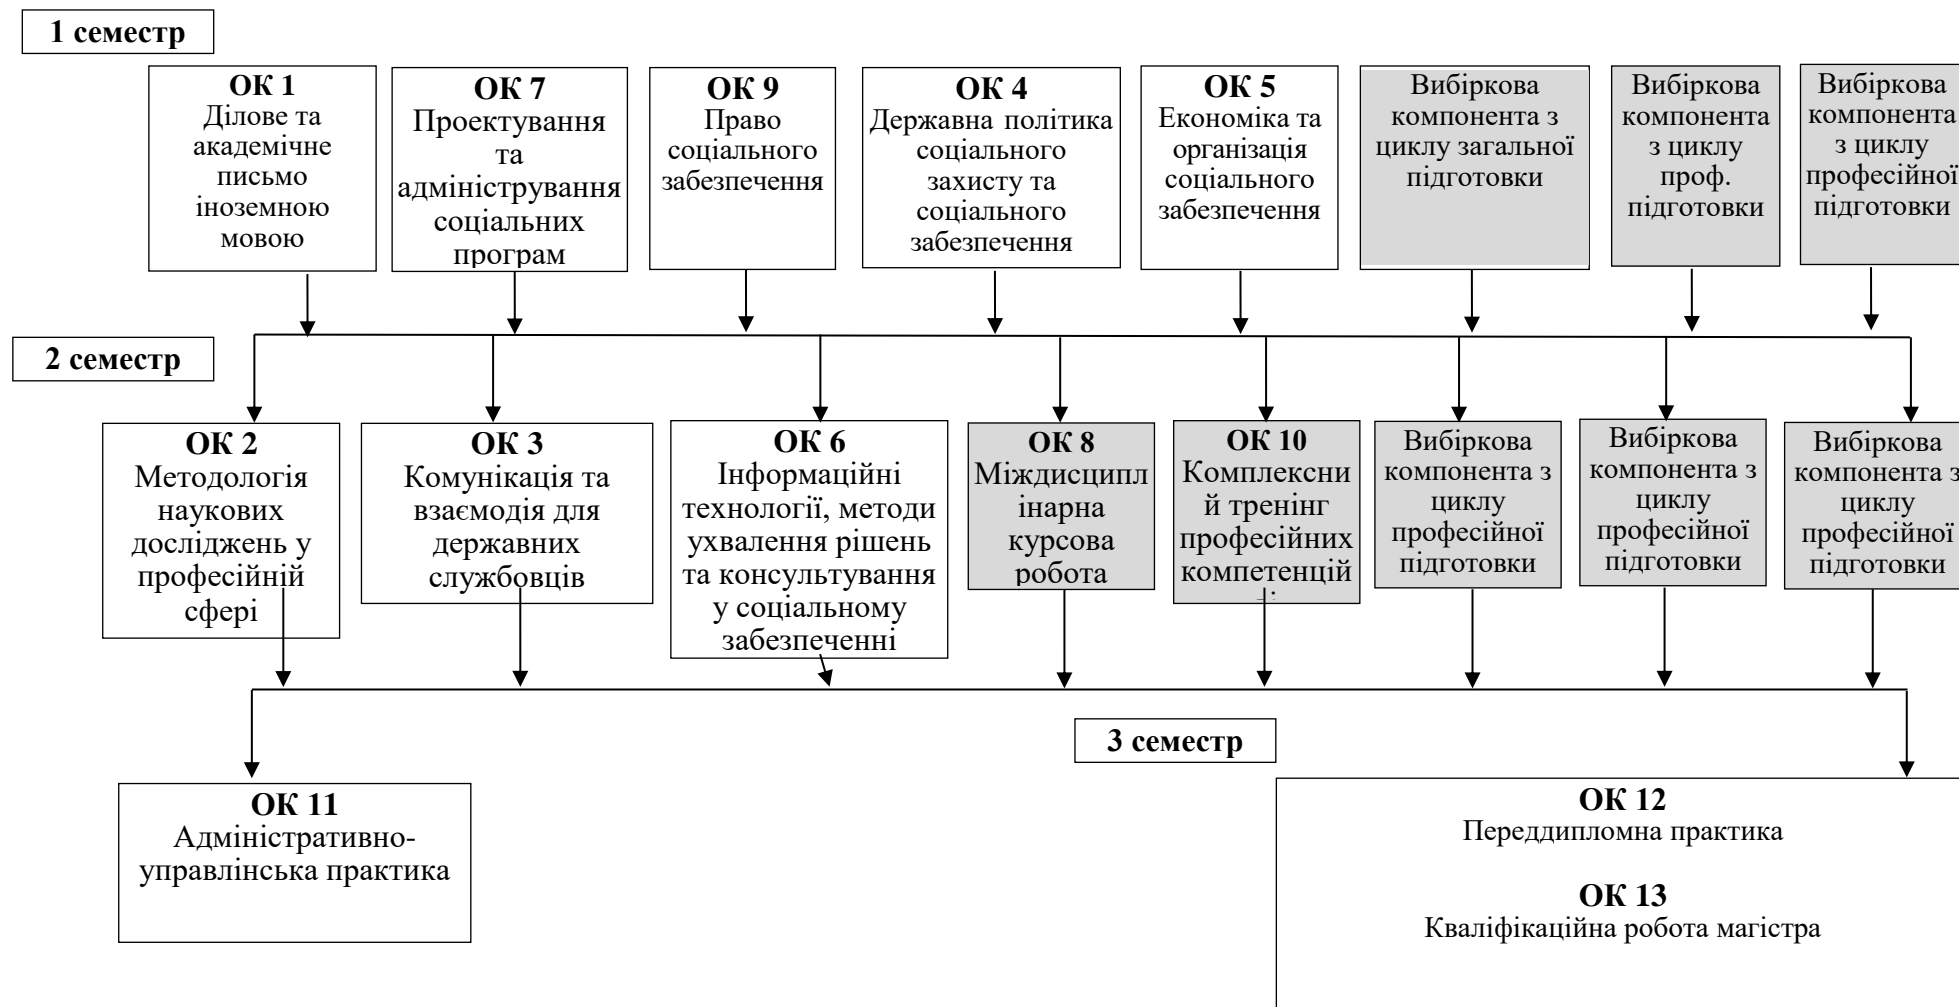 1 семестр
ОК 1
Ділове та
академічне
письмо
іноземною
мовою
ОК 7
Проектування
та
адміністрування
соціальних
програм
ОК 9
Право
соціального
забезпечення
ОК 4
Державна політика
соціального
захисту та
соціального
забезпечення
ОК 5
Економіка та
організація
соціального
забезпечення
Вибіркова
компонента з
циклу загальної
підготовки
Вибіркова
компонента
з циклу
проф.
підготовки
Вибіркова
компонента
з циклу
професійної
підготовки
2 семестр
ОК 2
Методологія
наукових
досліджень у
професійній
сфері
ОК 3
Комунікація та
взаємодія для
державних
службовців
ОК 6
Інформаційні
технології, методи
ухвалення рішень
та консультування
у соціальному
забезпеченні
ОК 8
Міждисципл
інарна
курсова
робота
ОК 10
Комплексни
й тренінг
професійних
компетенцій
Вибіркова
компонента з
циклу
професійної
підготовки
Вибіркова
компонента з
циклу
професійної
підготовки
Вибіркова
компонента з
циклу
професійної
підготовки
3 семестр
ОК 11
Адміністративно-
управлінська практика
ОК 12
Переддипломна практика
ОК 13
Кваліфікаційна робота магістра